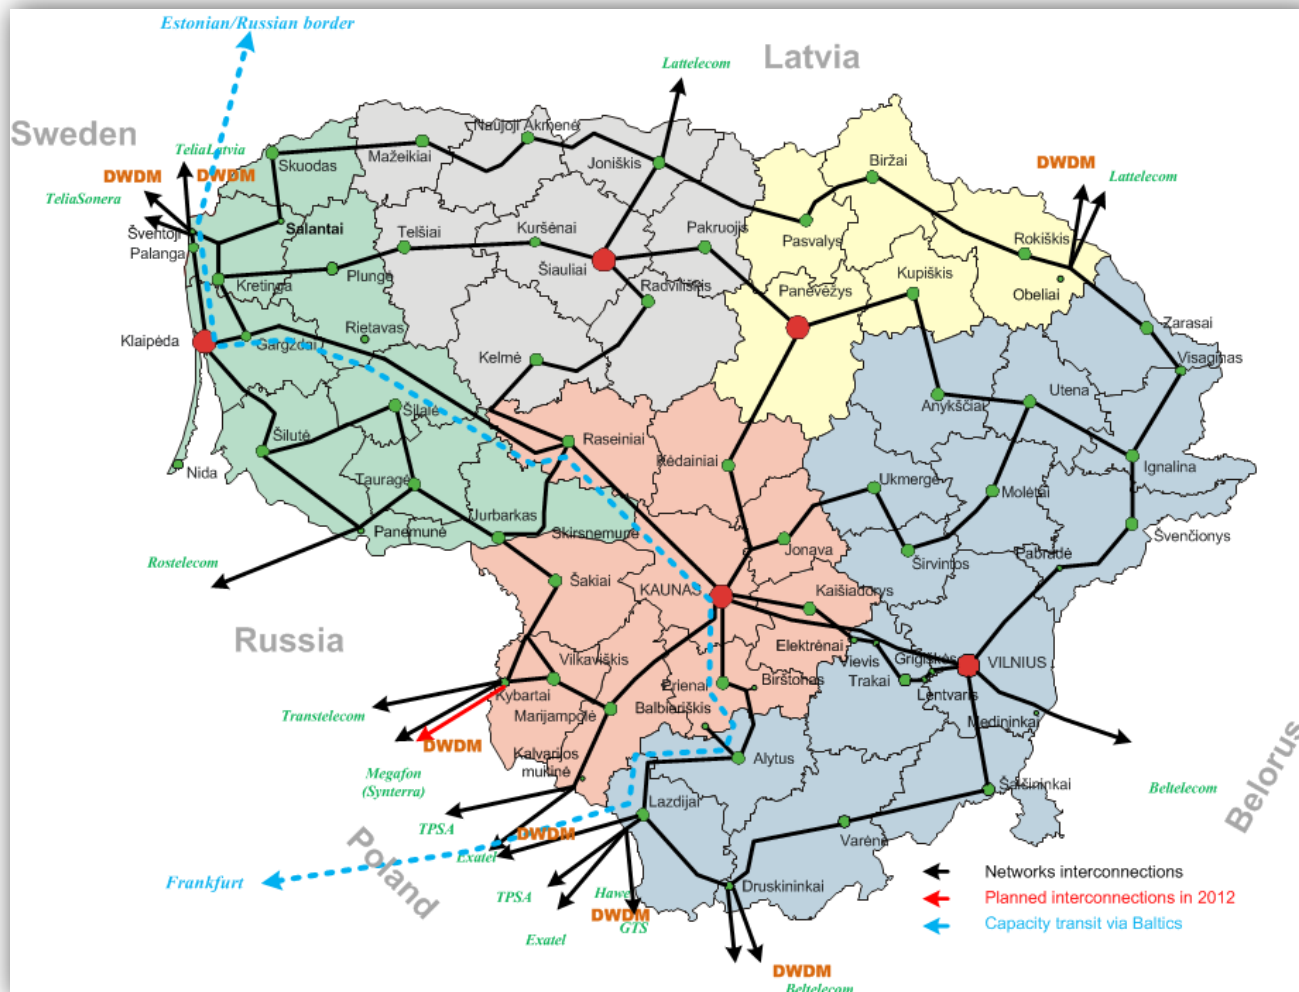 Estonian/Russian border
Latvia
Lattelecom
Sweden
Naujoji Akmenė
TeliaLatvia
Mažeikiai
Skuodas
Joniškis
Biržai
DWDM
Lattelecom
DWDM
DWDM
TeliaSonera
Salantai
Šventoji
Palanga
Telšiai
Kuršėnai
Pakruojis
Pasvalys
Rokiškis
Plungė
Kretinga
Šiauliai
Radviliškis
Panevėžys
Kupiškis
Obeliai
Zarasai
Klaipėda
Gargždai
Rietavas
Kelmė
Visaginas
Utena
Anykščiai
Šilalė
Šilutė
Raseiniai
Kėdainiai
Ignalina
Nida
Tauragė
Ukmergė
Molėtai
Jurbarkas
Panemunė
Skirsnemunė
Jonava
Širvintos
Pabradė
Švenčionys
Rostelecom
Šakiai
KAUNAS
Kaišiadorys
Russia
Elektrėnai
Vievis
Grigiškės
VILNIUS
Vilkaviškis
Kybartai
Prienai
Birštonas
Trakai
Lentvaris
Transtelecom
Marijampolė
Balbieriškis
Medininkai
DWDM
Kalvarijos
mukinė
Alytus
Megafon
(Synterra)
Šalšininkai
Beltelecom
Belorus
Lazdijai
TPSA
DWDM
Varėna
Exatel
Poland
Frankfurt
TPSA
Hawe
Druskininkai
DWDM
GTS
Exatel
DWDM
Beltelecom
Networks interconnections
Planned interconnections in 2012
Capacity transit via Baltics